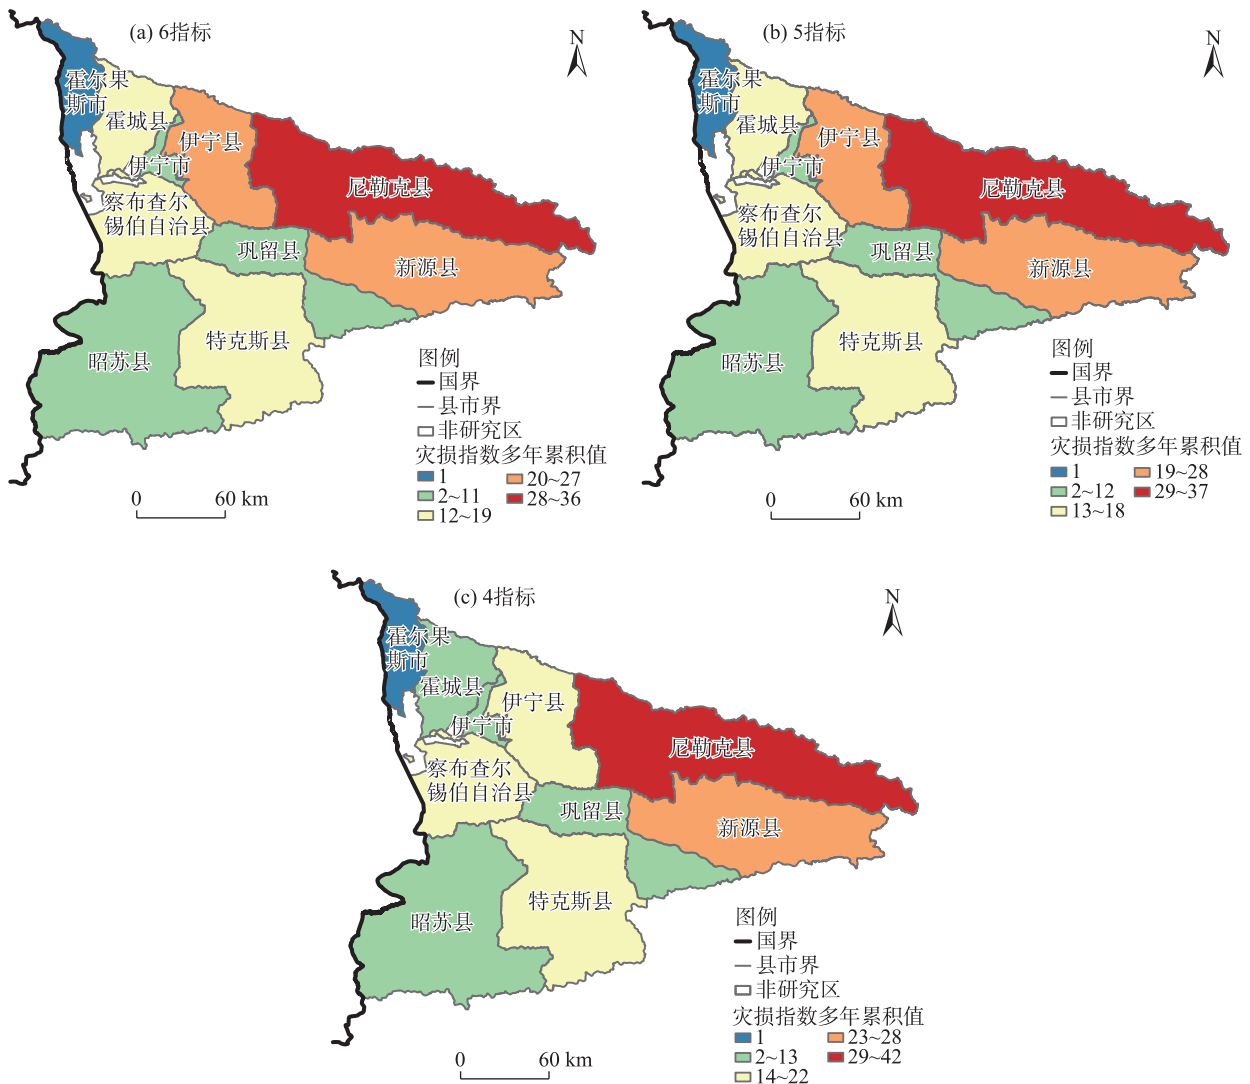 (a) 6指标
N
霍尔果
斯市
霍城县
伊宁县
伊宁市
尼勒克县
察布查尔
锡伯自治县
巩留县
新源县
特克斯县
昭苏县
图例
国界
县市界
非研究区
灾损指数多年累积值
1
20~27
2~11
28~36
12~19
0 60 km
(b) 5指标
N
霍尔果
斯市
霍城县
伊宁县
伊宁市
尼勒克县
察布查尔
锡伯自治县
巩留县
新源县
特克斯县
昭苏县
图例
国界
县市界
非研究区
灾损指数多年累积值
1
19~28
2~12
29~37
13~18
0 60 km
(c) 4指标
N
霍尔果
斯市
霍城县
伊宁县
伊宁市
尼勒克县
察布查尔
锡伯自治县
巩留县
新源县
特克斯县
昭苏县
图例
国界
县市界
非研究区
灾损指数多年累积值
1
23~28
2~13
29~42
14~22
0 60 km